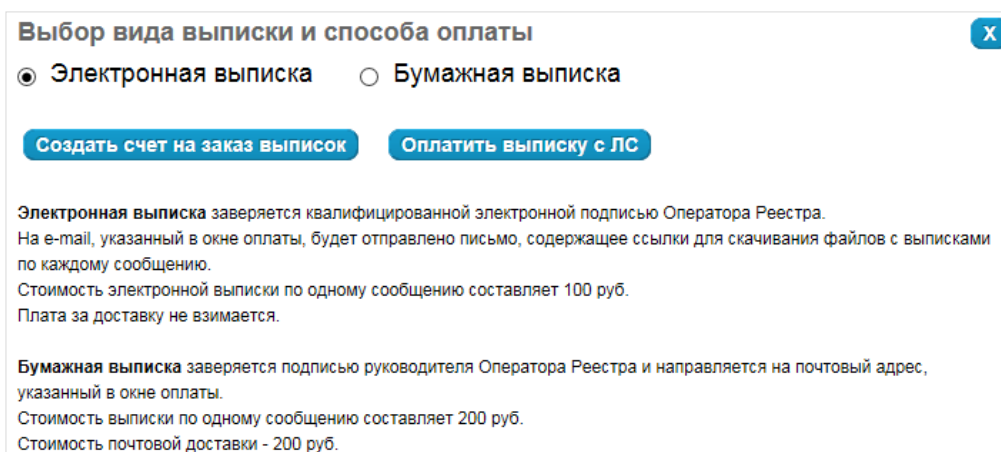 Выбор вида выписки и способа оплаты
X
Электронная выписка Бумажная выписка
Создать счет на заказ выписок Оплатить выписку с ЛС
Электронная выписка заверяется квалифицированной электронной подписью Оператора Реестра.
На e-mail, указанный в окне оплаты, будет отправлено письмо, содержащее ссылки для скачивания файлов с выписками
по каждому сообщению.
Стоимость электронной выписки по одному сообщению составляет 100 руб.
Плата за доставку не взимается.
Бумажная выписка заверяется подписью руководителя Оператора Реестра и направляется на почтовый адрес,
указанный в окне оплаты.
Стоимость выписки по одному сообщению составляет 200 руб.
Стоимость почтовой доставки - 200 руб.